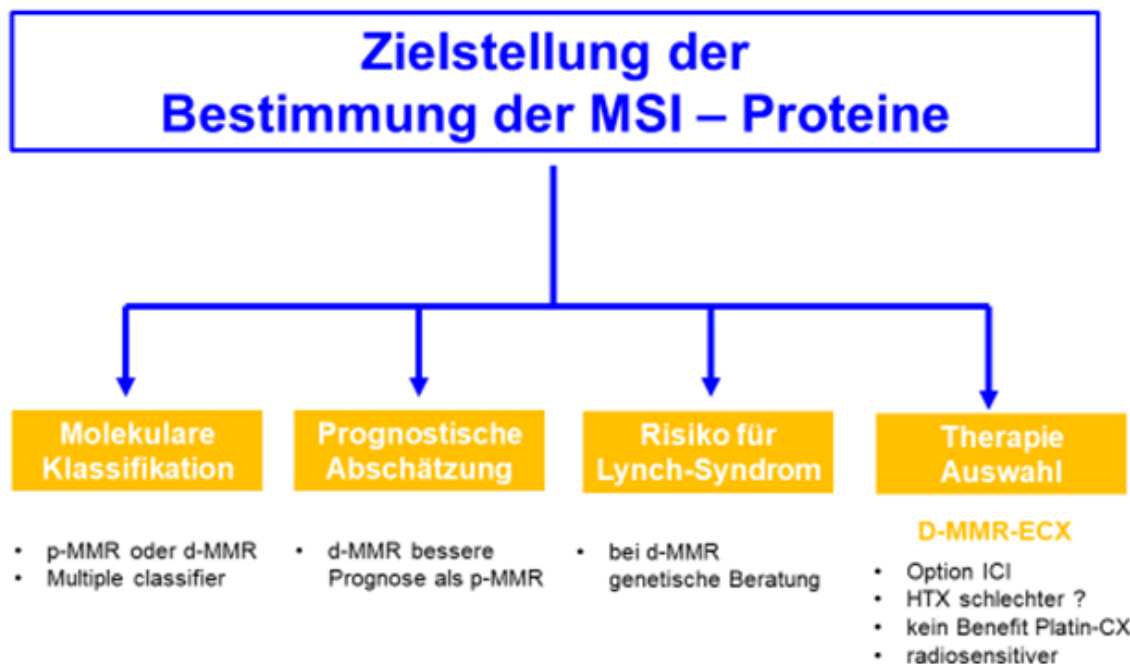 Zielstellung der
Bestimmung der MSI – Proteine
Molekulare
Klassifikation
• p-MMR oder d-MMR
• Multiple classifier
Prognostische
Abschätzung
• d-MMR bessere
Prognose als p-MMR
Risiko für
Lynch-Syndrom
• bei d-MMR
genetische Beratung
Therapie
Auswahl
D-MMR-ECX
• Option ICI
• HTX schlechter ?
• kein Benefit Platin-CX
• radiosensitiver